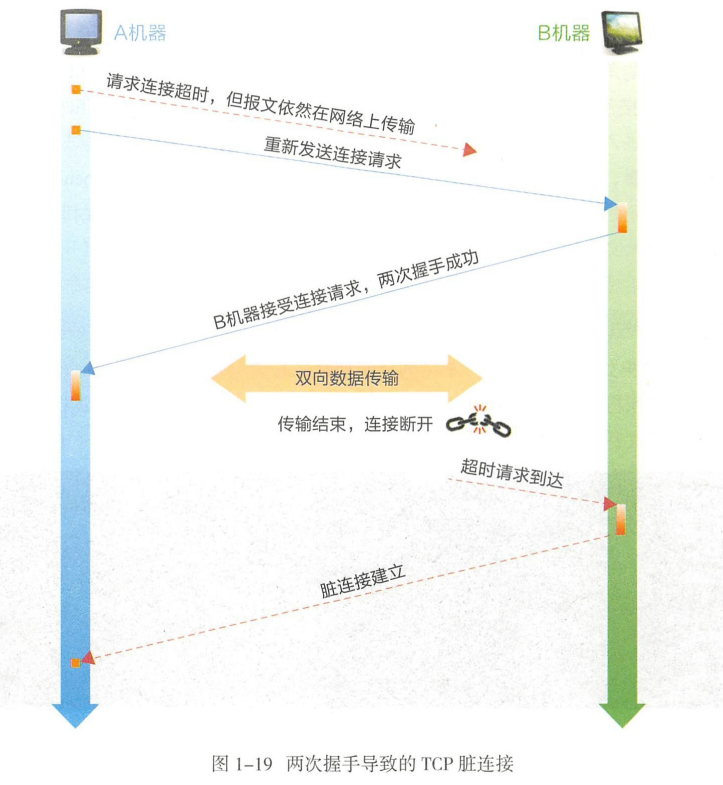 A机器
B机器
请求连接超时，但报文依然在网络上传输
重新发送连接请求
B机器接受连接请求，两次握手成功
双向数据传输
传输结束，连接断开
超时请求到达
脏连接建立
图 1-19 两次握手导致的 TCP 脏连接